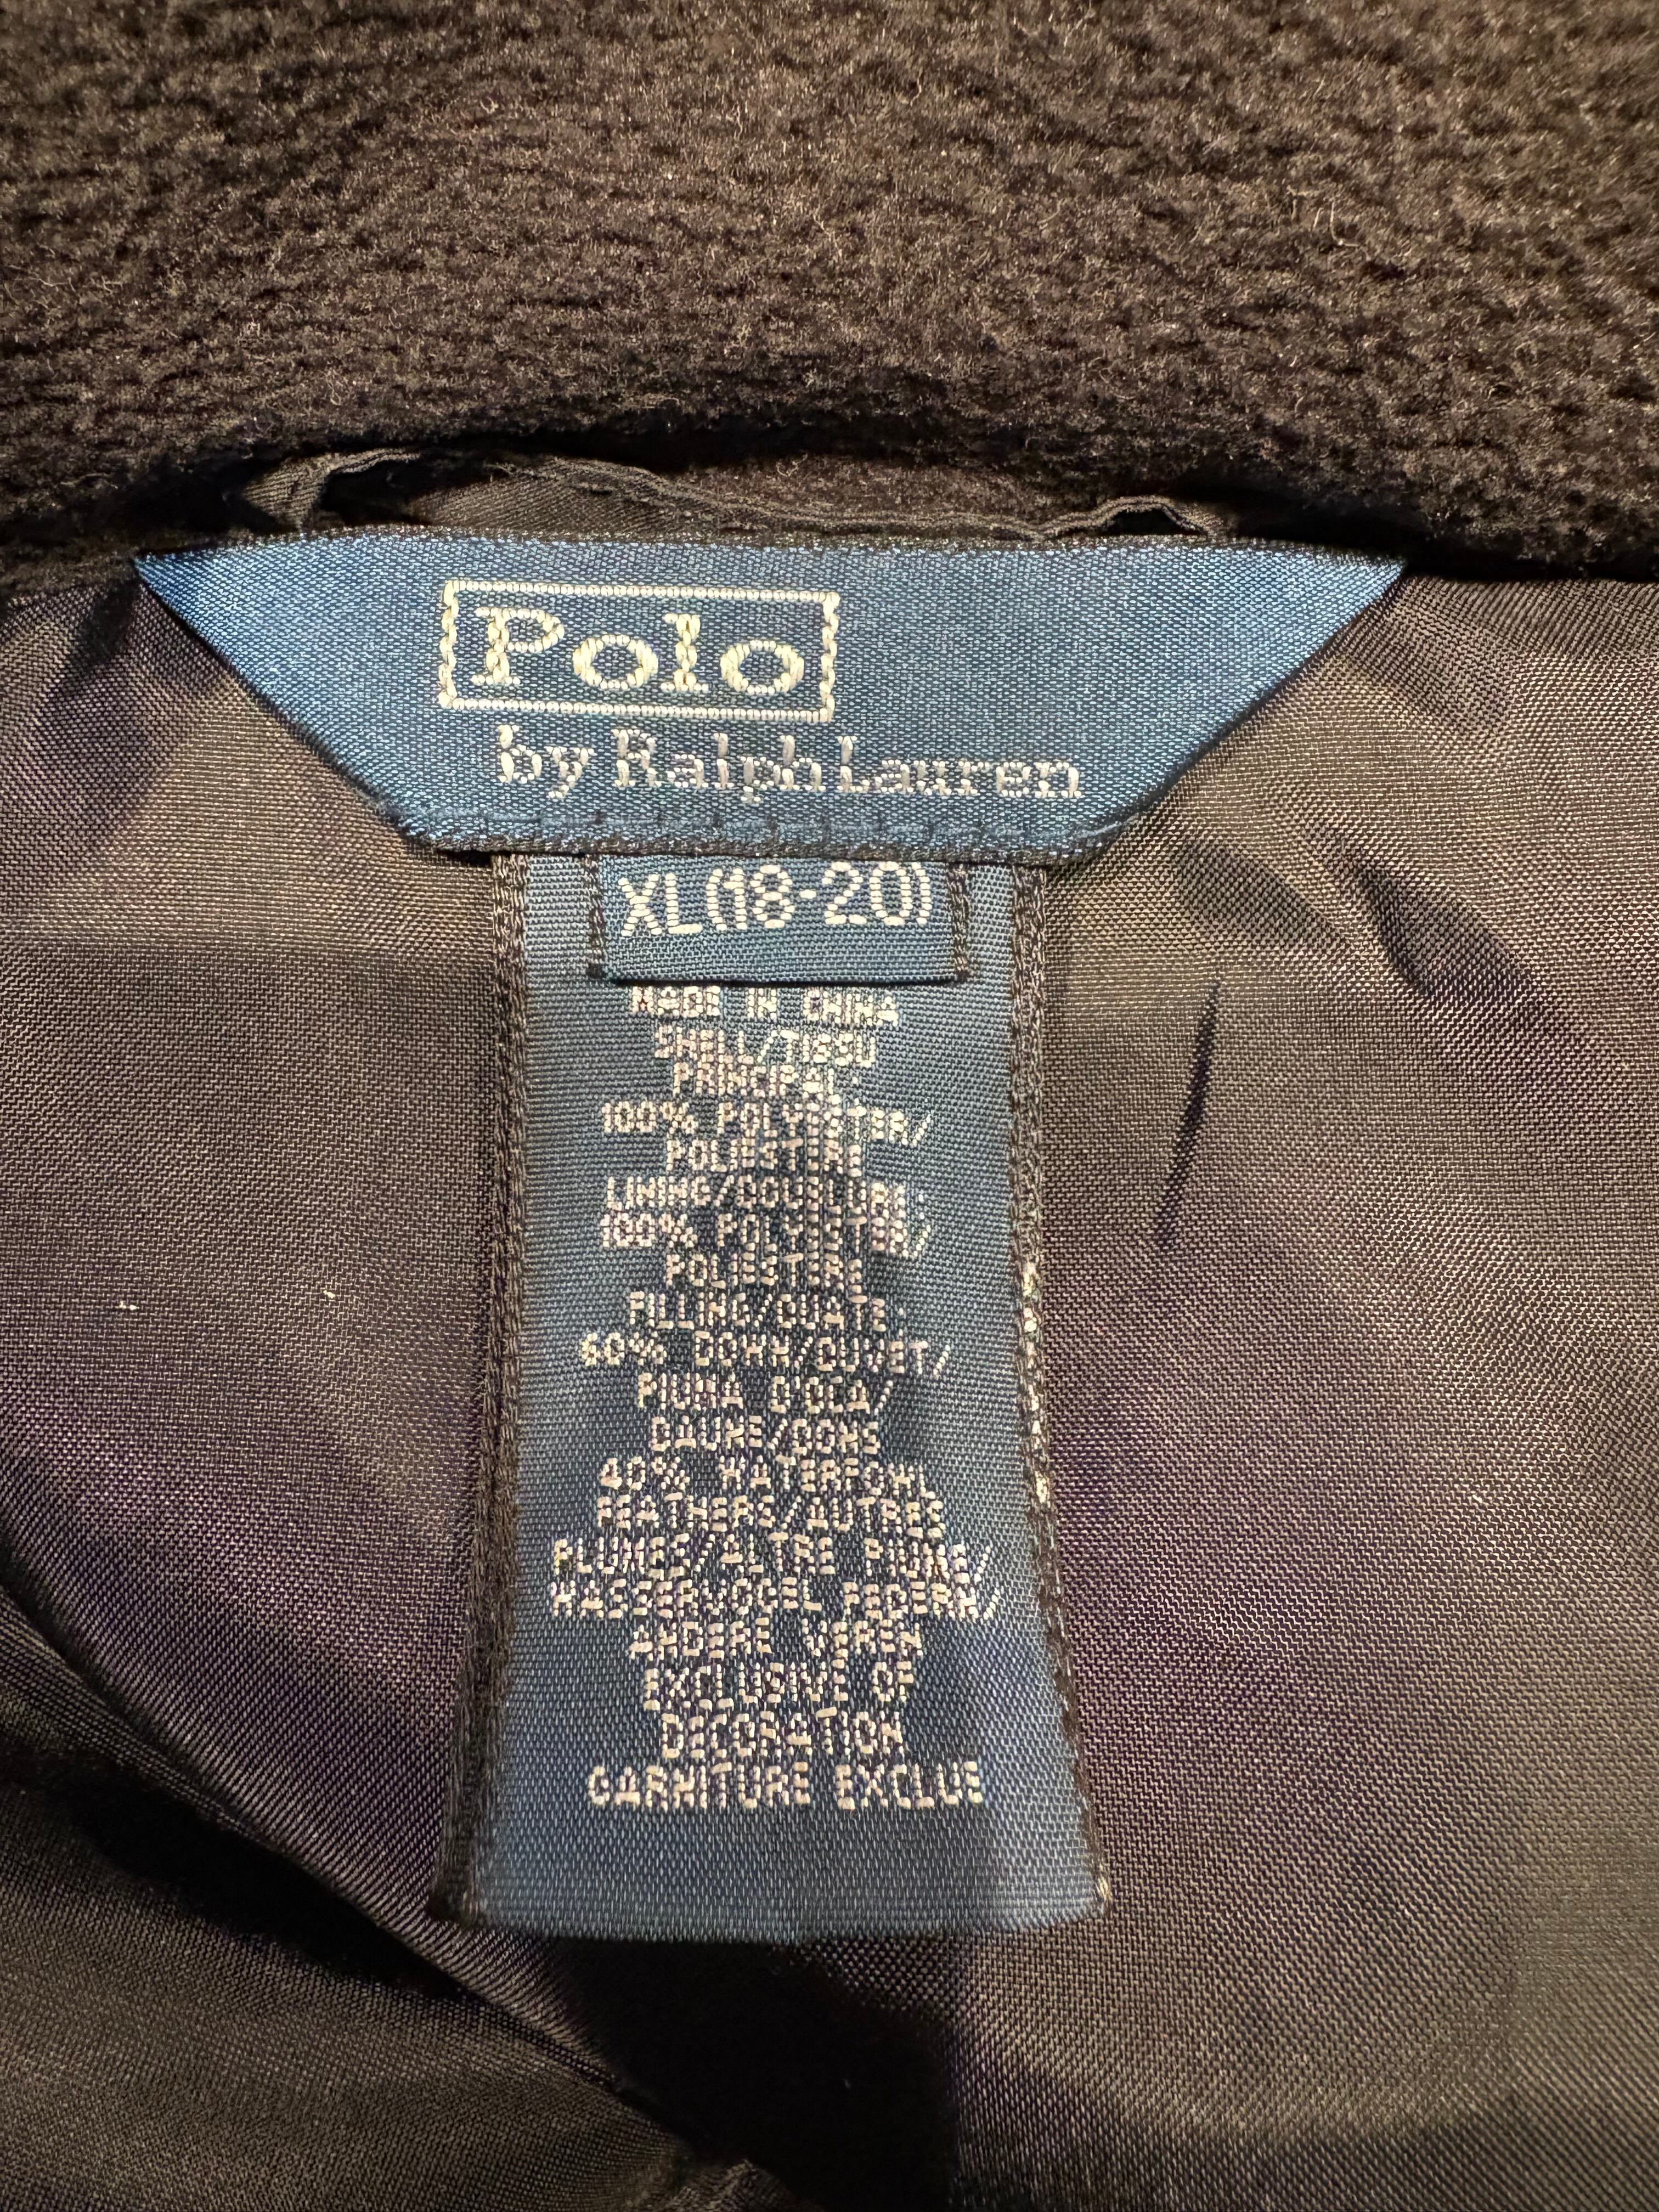 Polo
by Ralph Lauren
XL(18-20)
MADE IN CHINA
SHELL/TISSU
PRINCIPAL:
100% POLYESTER/
POLIESTERE
LINING/DOUBLURE:
100% POLYESTER/
POLIESTERE
FILLING/OUATE:
60% DOWN/DUVET/
PIUMA D'OCA/
DAUNE/DONS
40% WATERFOWL
FEATHERS/AUTRES
PLUMES/ALTRE PIUME/
WASSERVOGEL FEDERN/
ANDERE VEREN
EXCLUSIVE OF
DECORATION
GARNITURE EXCLUE